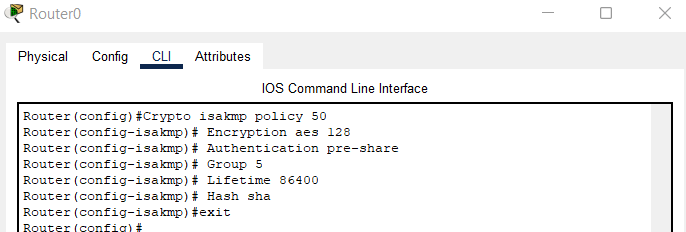 Router0
Physical Config CLI Attributes
IOS Command Line Interface
Router(config)#Crypto isakmp policy 50
Router(config-isakmp)# Encryption aes 128
Router(config-isakmp)# Authentication pre-share
Router(config-isakmp)# Group 5
Router(config-isakmp)# Lifetime 86400
Router(config-isakmp)# Hash sha
Router(config-isakmp)#exit
Router(config)#